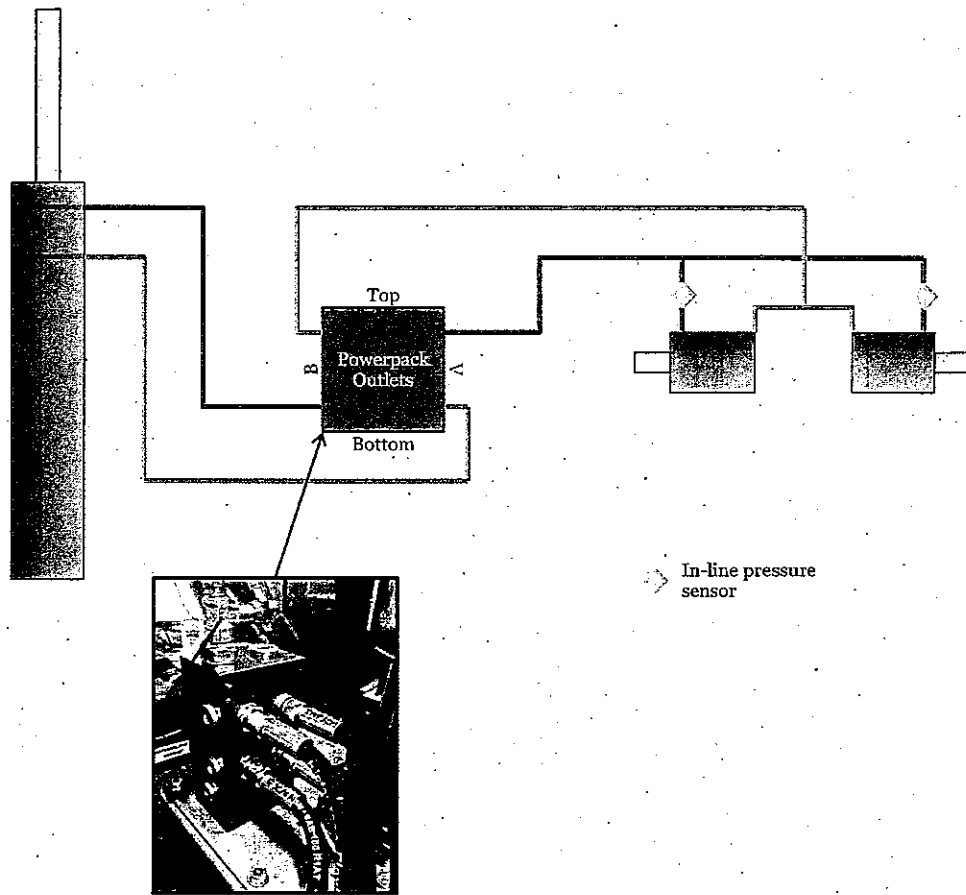 Top
B
Powerpack
Outlets
A
Bottom
In-line pressure
sensor